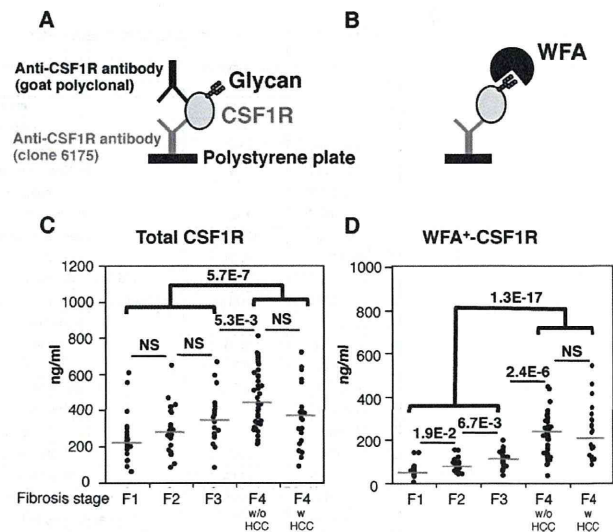 A
B
Anti-CSF1R antibody
(goat polyclonal)
Glycan
CSF1R
Anti-CSF1R antibody
(clone 6175)
Polystyrene plate
WFA
C
Total CSF1R
1200
1000
800
600
400
200
0
ng/ml
5.7E-7
5.3E-3
NS
NS
NS
Fibrosis stage
F1
F2
F3
F4
w/o
HCC
F4
w
HCC
D
WFA⁺-CSF1R
1000
800
600
400
200
0
ng/ml
1.3E-17
2.4E-6
NS
1.9E-2
6.7E-3
F1
F2
F3
F4
w/o
HCC
F4
w
HCC